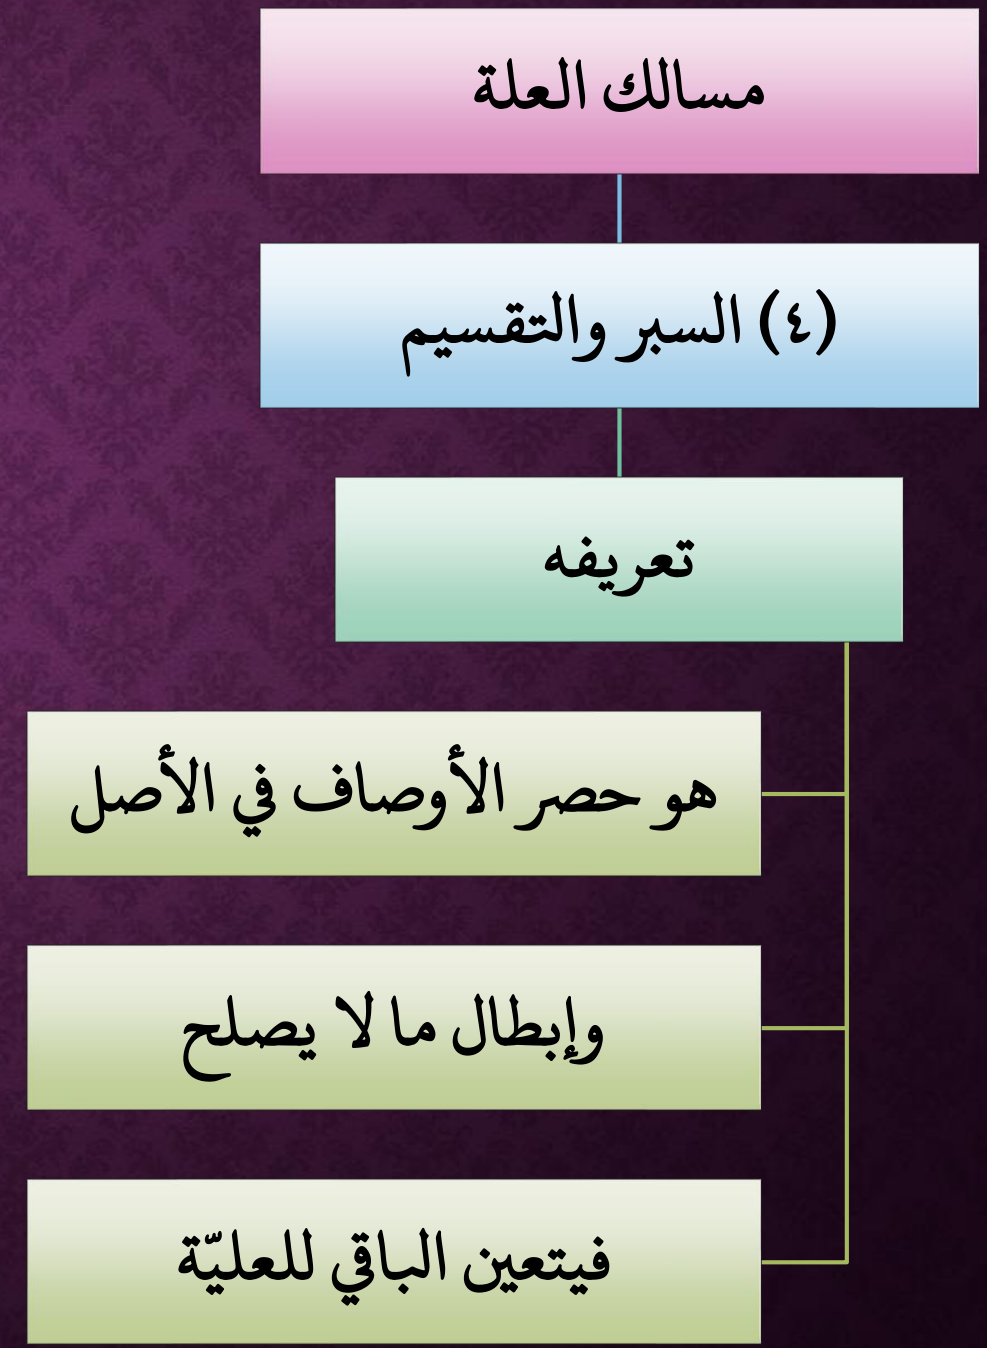 مسالك العلة
(٤) السبر والتقسيم
تعريفه
هو حصر الأوصاف في الأصل
وإبطال ما لا يصلح
فيتعين الباقي للعليّة